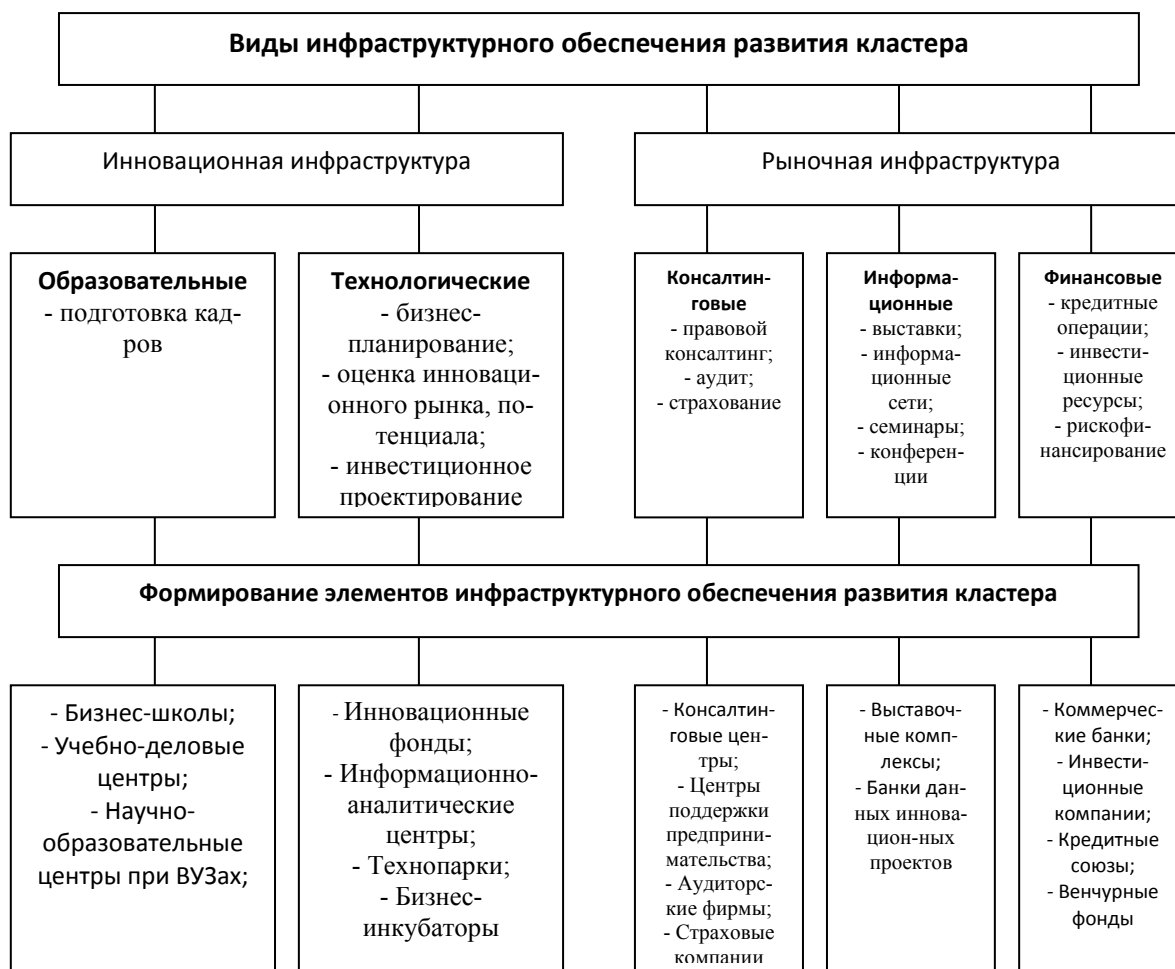 Виды инфраструктурного обеспечения развития кластера
Инновационная инфраструктура
Рыночная инфраструктура
Образовательные
- подготовка кад-
ров
Технологические
- бизнес-
планирование;
- оценка инноваци-
онного рынка, по-
тенциала;
- инвестиционное
проектирование
Консалтин-
говые
- правовой
консалтинг;
- аудит;
- страхование
Информа-
ционные
- выставки;
- информа-
ционные
сети;
- семинары;
- конферен-
ции
Финансовые
- кредитные
операции;
- инвести-
ционные
ресурсы;
- рискофи-
нансирование
Формирование элементов инфраструктурного обеспечения развития кластера
- Бизнес-школы;
- Учебно-деловые
центры;
- Научно-
образовательные
центры при ВУЗах;
- Инновационные
фонды;
- Информационно-
аналитические
центры;
- Технопарки;
- Бизнес-
инкубаторы
- Консалтин-
говые цен-
тры;
- Центры
поддержки
предприни-
мательства;
- Аудиторс-
кие фирмы;
- Страховые
компании
- Выставоч-
ные комп-
лексы;
- Банки дан-
ных иннова-
цион-ных
проектов
- Коммерчес-
кие банки;
- Инвести-
ционные
компании;
- Кредитные
союзы;
- Венчурные
фонды